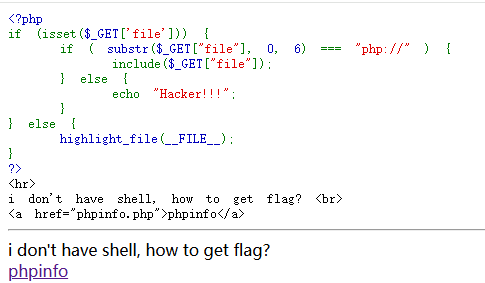 <?php
if (isset($_GET['file'])) {
if ( substr($_GET["file"], 0, 6) === "php://" ) {
include($_GET["file"]);
} else {
echo "Hacker!!!";
}
} else {
highlight_file(__FILE__);
}
?>
<hr>
i don't have shell, how to get flag? <br>
<a href="phpinfo.php">phpinfo</a>
i don't have shell, how to get flag?
phpinfo